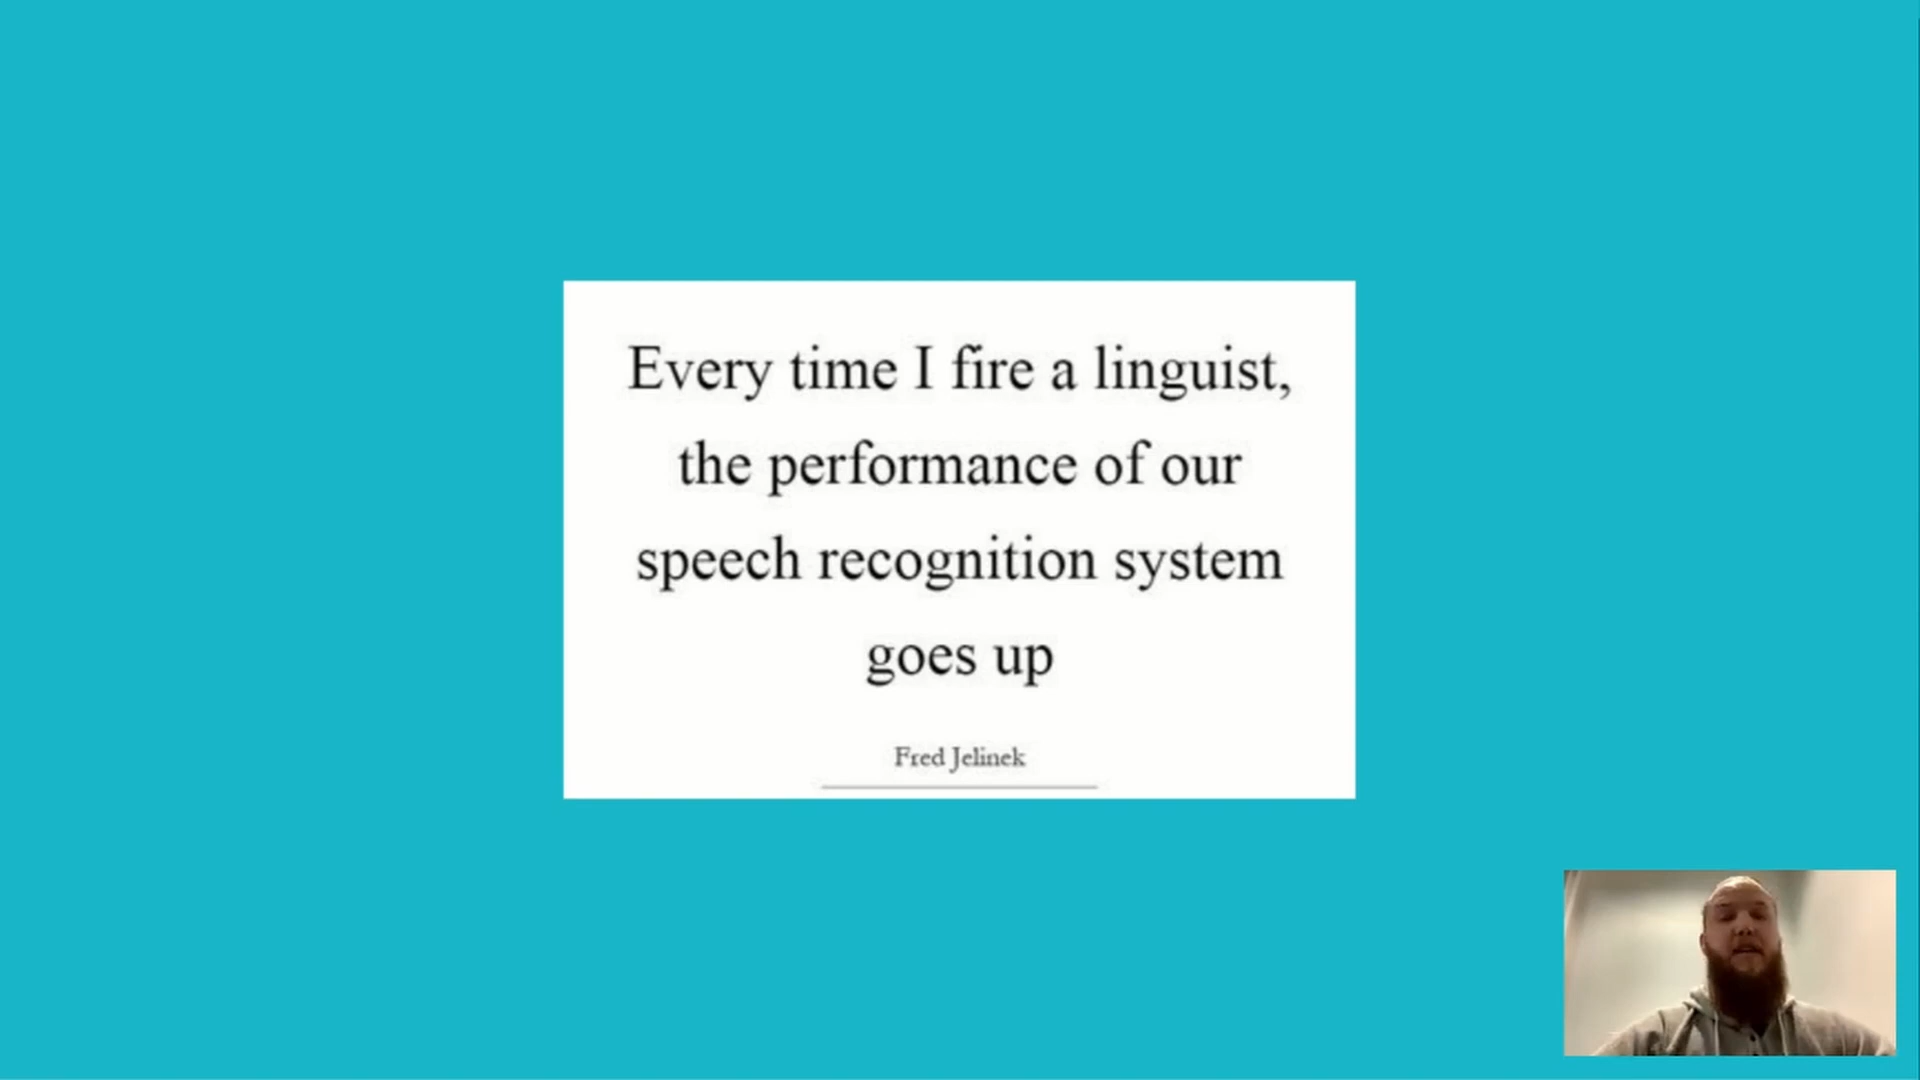 Every time I fire a linguist,
the performance of our
speech recognition system
goes up
Fred Jelinek